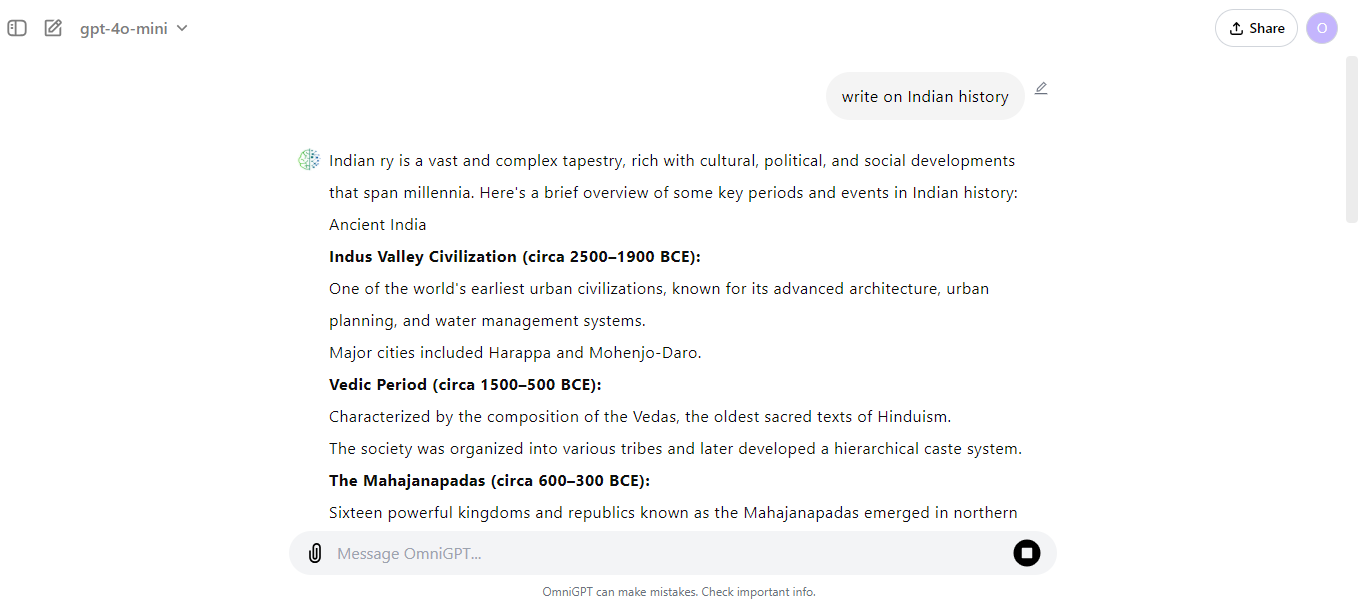 gpt-4o-mini
Share
O
write on Indian history
Indian ry is a vast and complex tapestry, rich with cultural, political, and social developments
that span millennia. Here's a brief overview of some key periods and events in Indian history:
Ancient India
Indus Valley Civilization (circa 2500–1900 BCE):
One of the world's earliest urban civilizations, known for its advanced architecture, urban
planning, and water management systems.
Major cities included Harappa and Mohenjo-Daro.
Vedic Period (circa 1500–500 BCE):
Characterized by the composition of the Vedas, the oldest sacred texts of Hinduism.
The society was organized into various tribes and later developed a hierarchical caste system.
The Mahajanapadas (circa 600–300 BCE):
Sixteen powerful kingdoms and republics known as the Mahajanapadas emerged in northern
Message OmniGPT...
OmniGPT can make mistakes. Check important info.